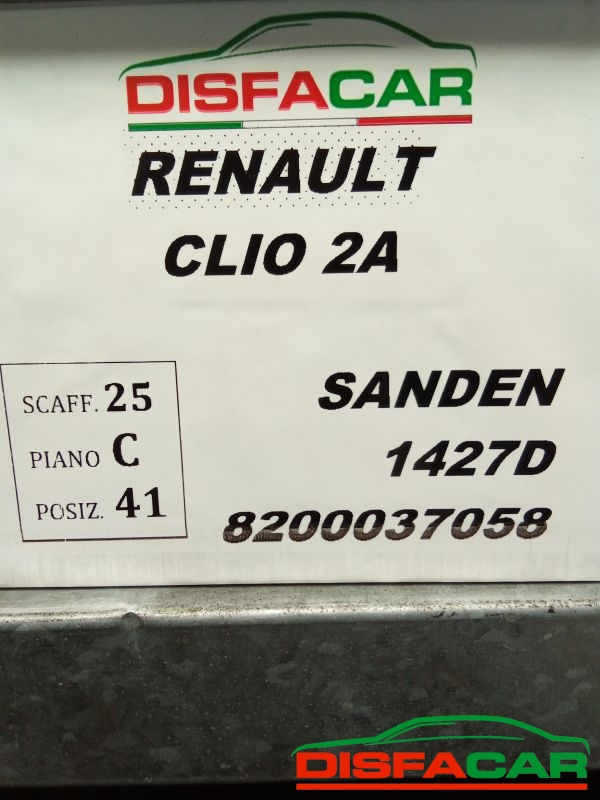 DISFACAR
RENAULT
CLIO 2A
SCAFF. 25
PIANO C
POSIZ. 41
SANDEN
1427D
8200037058
DISFACAR